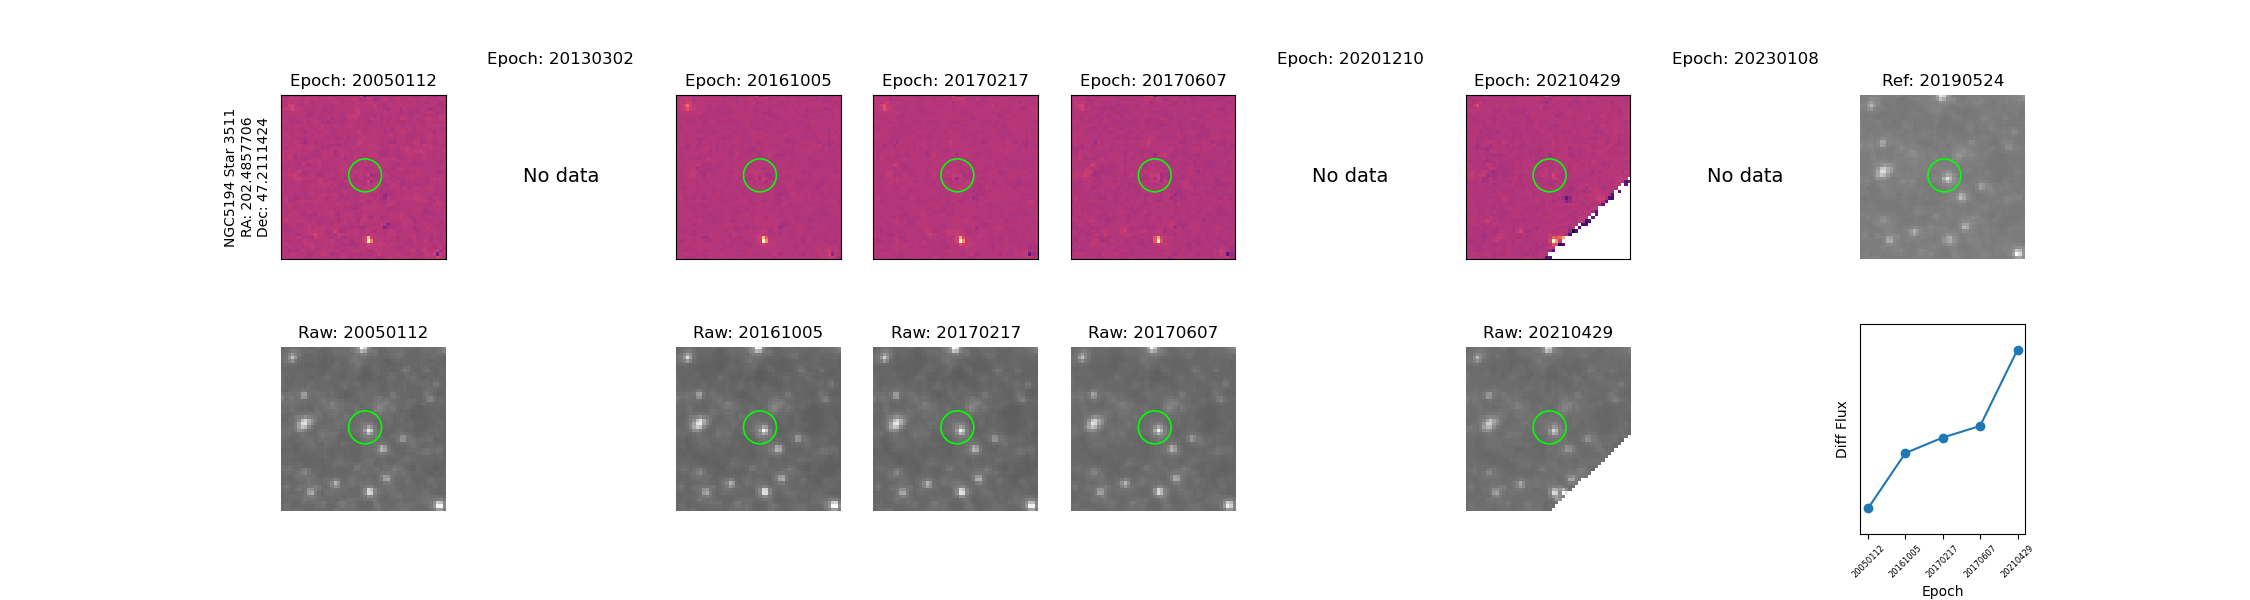 Epoch: 20130302
Epoch: 20201210
Epoch: 20230108
Epoch: 20050112
Epoch: 20161005
Epoch: 20170217
Epoch: 20170607
Epoch: 20210429
Ref: 20190524
NGC5194 Star 3511
RA: 202.4857706
Dec: 47.2111424
No data
No data
No data
Raw: 20050112
Raw: 20161005
Raw: 20170217
Raw: 20170607
Raw: 20210429
Diff Flux
20050112
20161005
20170217
20170607
20210429
Epoch